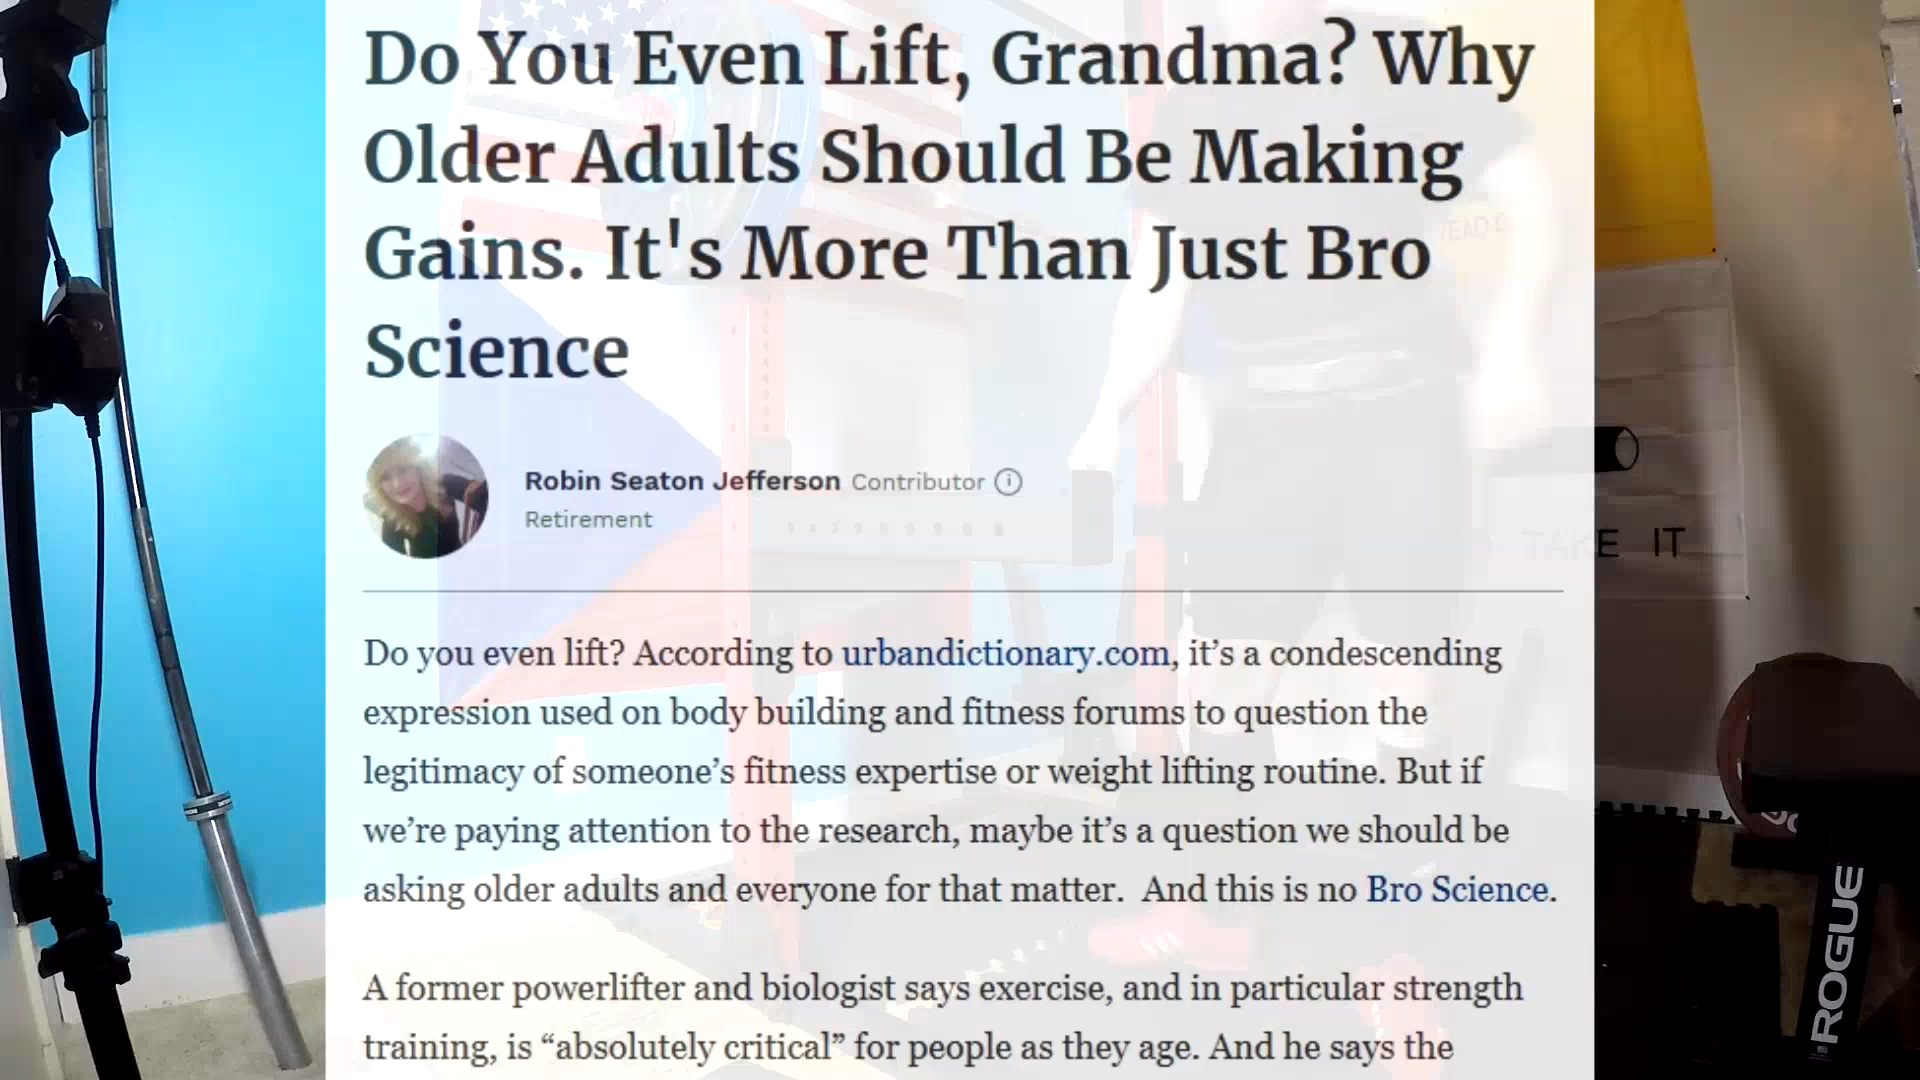 Do You Even Lift, Grandma? Why
Older Adults Should Be Making
Gains. It's More Than Just Bro
Science
Robin Seaton Jefferson Contributor
Retirement
Do you even lift? According to urbandictionary.com, it’s a condescending
expression used on body building and fitness forums to question the
legitimacy of someone’s fitness expertise or weight lifting routine. But if
we’re paying attention to the research, maybe it’s a question we should be
asking older adults and everyone for that matter. And this is no Bro Science.
A former powerlifter and biologist says exercise, and in particular strength
training, is “absolutely critical” for people as they age. And he says the
TAKE IT
ROGUE